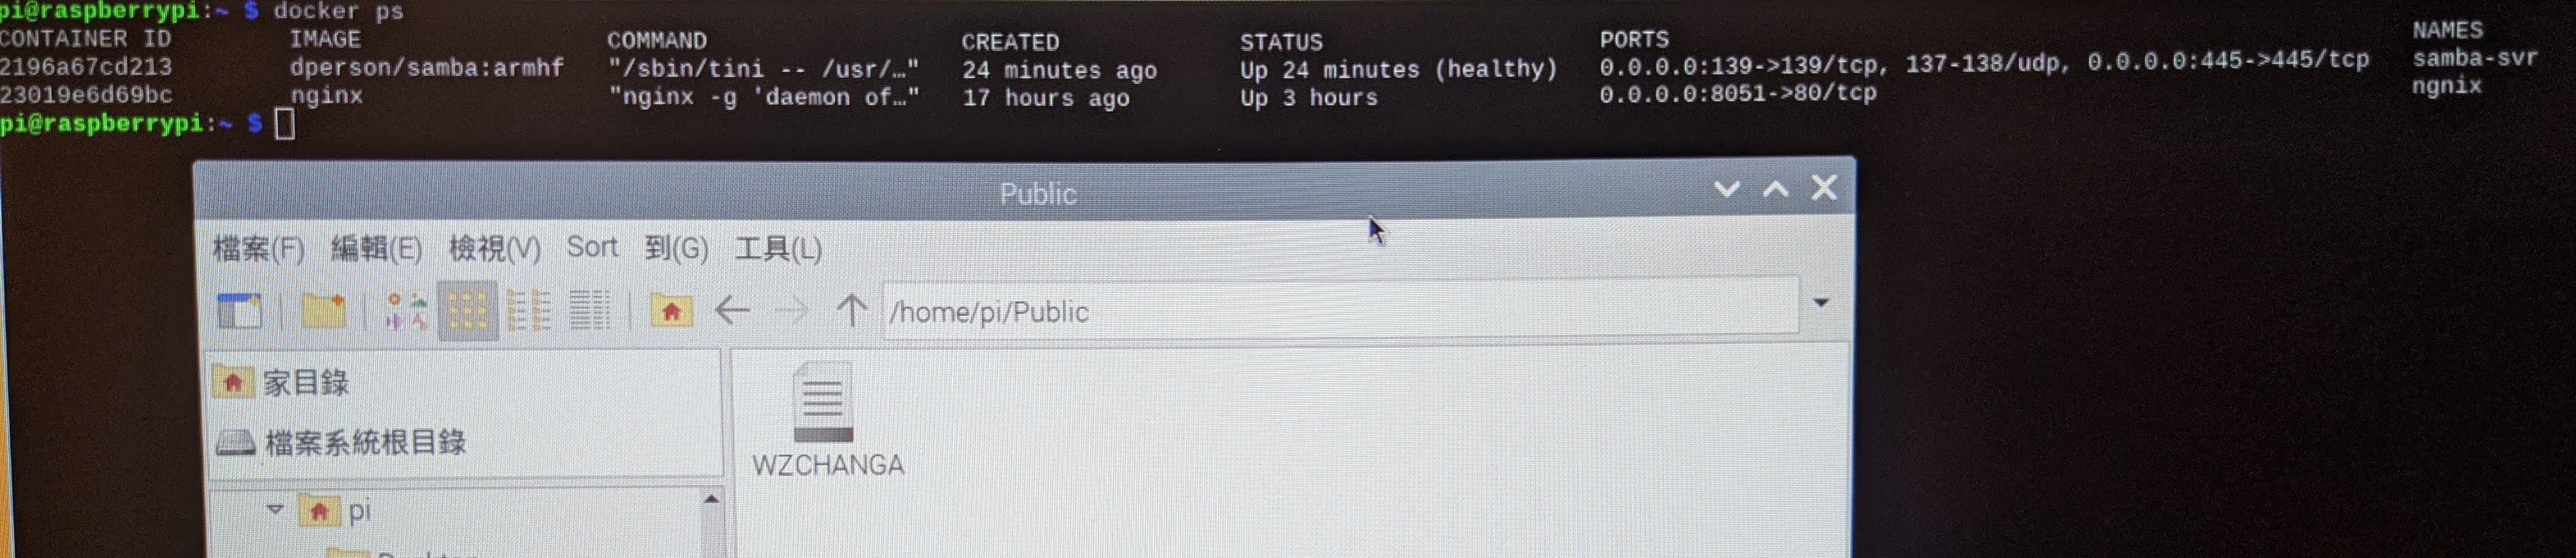 pi@raspberrypi:~ $ docker ps
CONTAINER ID IMAGE COMMAND CREATED STATUS PORTS NAMES
2196a67cd213 dperson/samba:armhf "/sbin/tini -- /usr/…" 24 minutes ago Up 24 minutes (healthy) 0.0.0.0:139->139/tcp, 137-138/udp, 0.0.0.0:445->445/tcp samba-svr
23019e6d69bc nginx "nginx -g 'daemon of…" 17 hours ago Up 3 hours 0.0.0.0:8051->80/tcp ngnix
pi@raspberrypi:~ $
Public
檔案(F) 編輯(E) 檢視(V) Sort 到(G) 工具(L)
/home/pi/Public
家目錄
檔案系統根目錄
pi
WZCHANGA